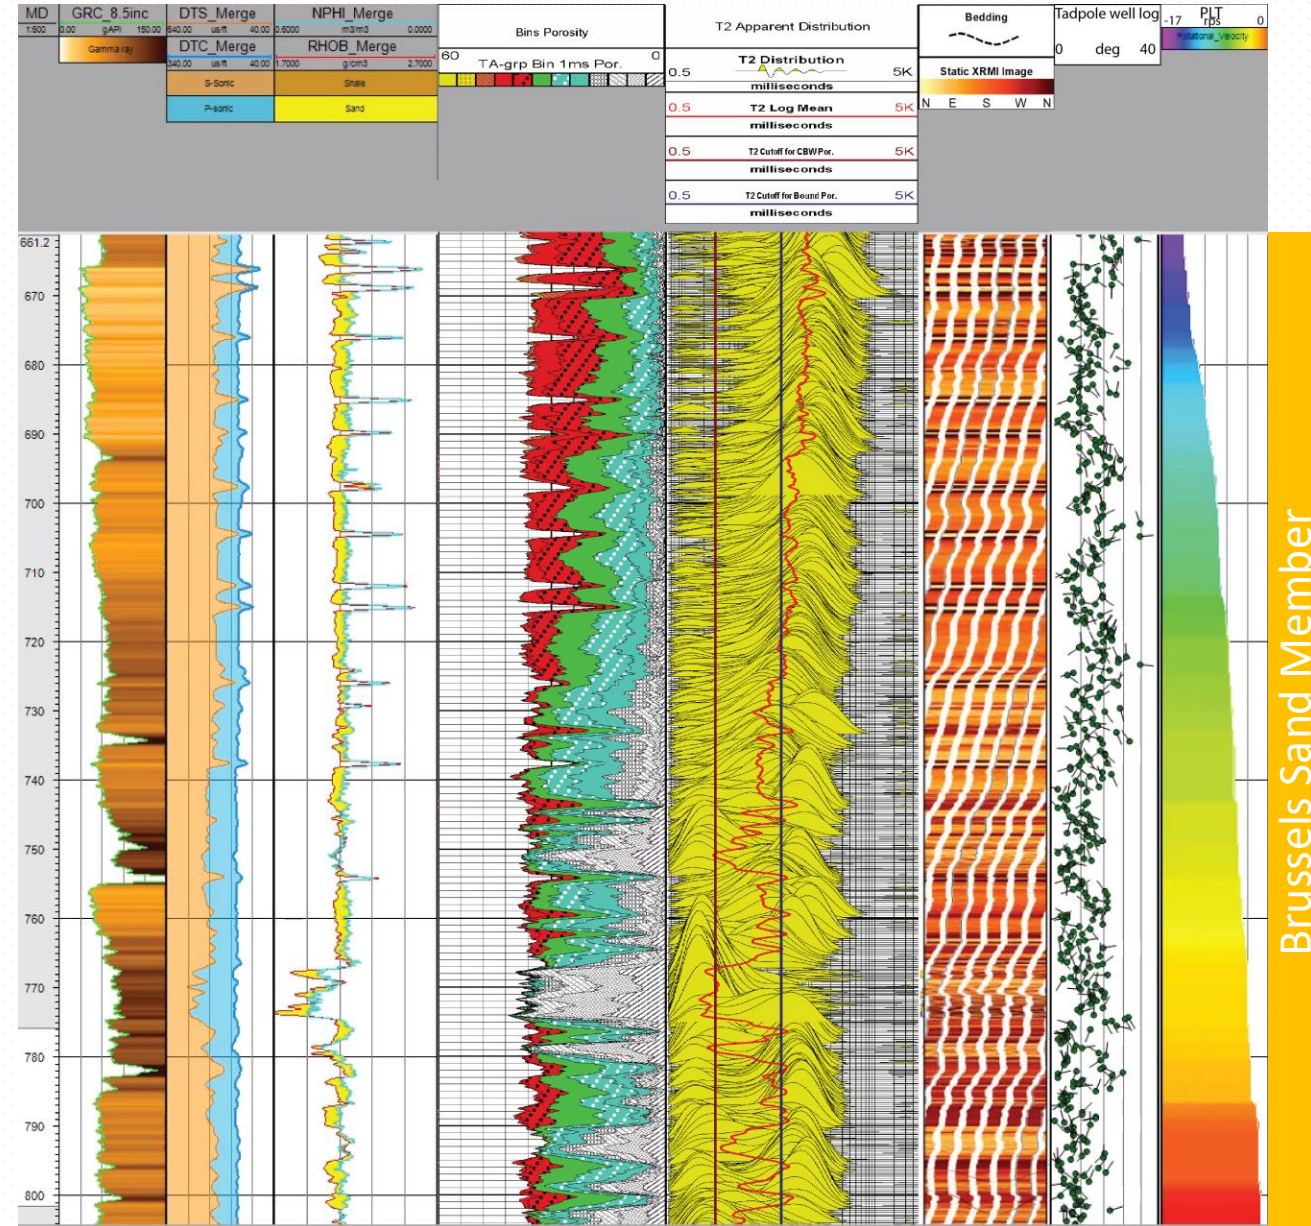 MD
1:500
GRC_8.5inc
0.00 gAPI 150.00
Gamma ray
DTS_Merge
640.00 us/ft 40.00
DTC_Merge
340.00 us/ft 40.00
S-Sonic
P-sonic
NPHI_Merge
0.6000 m3/m3 0.0000
RHOB_Merge
1.7000 g/cm3 2.7000
Shale
Sand
Bins Porosity
60 0
TA-grp Bin 1ms Por.
T2 Apparent Distribution
T2 Distribution
0.5 5K
milliseconds
0.5 T2 Log Mean 5K
milliseconds
0.5 T2 Cutoff for CBW Por. 5K
milliseconds
0.5 T2 Cutoff for Bound Por. 5K
milliseconds
Bedding
Static XRMI Image
N E S W N
Tadpole well log
0 deg 40
PLT
-17 rps 0
Rotational_Velocity
661.2
670
680
690
700
710
720
730
740
750
760
770
780
790
800
Brussels Sand Member